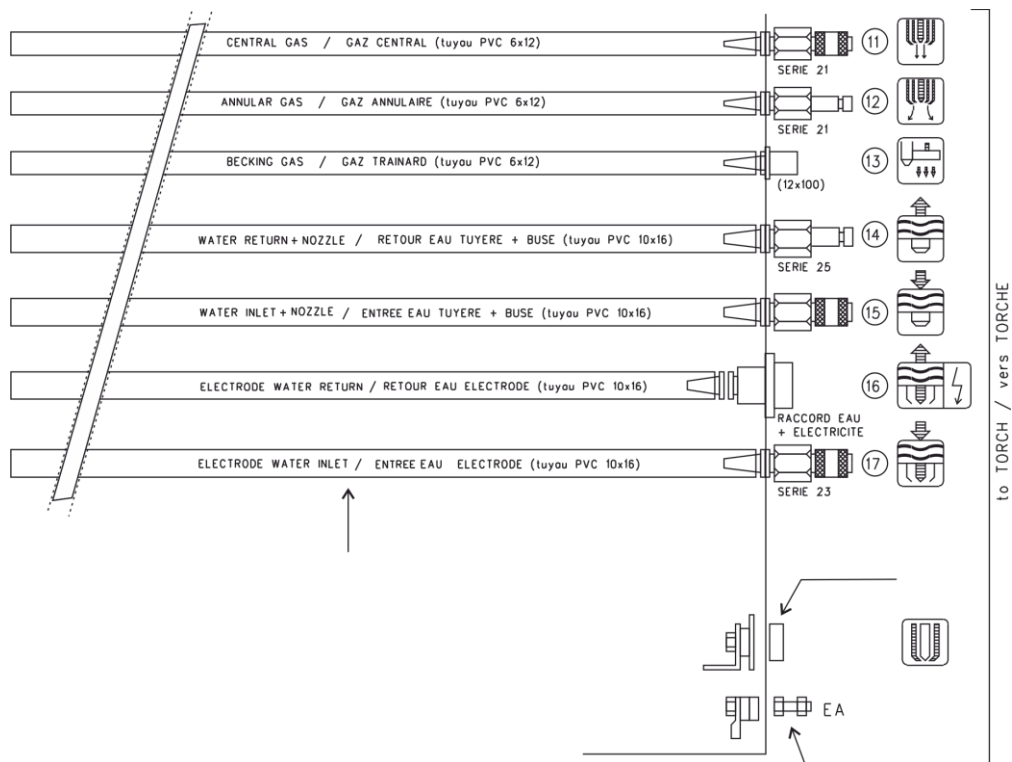 CENTRAL GAS / GAZ CENTRAL (tuyau PVC 6x12)
11
SERIE 21
ANNULAR GAS / GAZ ANNULAIRE (tuyau PVC 6x12)
12
SERIE 21
BECKING GAS / GAZ TRAINARD (tuyau PVC 6x12)
13
(12x100)
WATER RETURN + NOZZLE / RETOUR EAU TUYERE + BUSE (tuyau PVC 10x16)
14
SERIE 25
WATER INLET + NOZZLE / ENTREE EAU TUYERE + BUSE (tuyau PVC 10x16)
15
ELECTRODE WATER RETURN / RETOUR EAU ELECTRODE (tuyau PVC 10x16)
16
RACCORD EAU
+ ELECTRICITE
ELECTRODE WATER INLET / ENTREE EAU ELECTRODE (tuyau PVC 10x16)
17
SERIE 23
EA
to TORCH / vers TORCHE